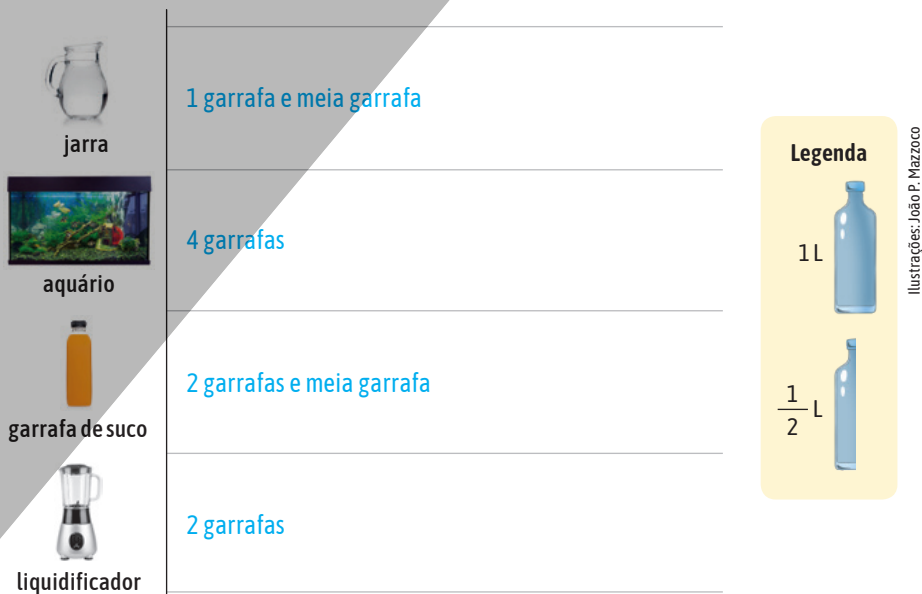 jarra
1 garrafa e meia garrafa
aquário
4 garrafas
garrafa de suco
2 garrafas e meia garrafa
liquidificador
2 garrafas
Legenda
1 L
1/2 L
Ilustrações: João P. Mazzoco